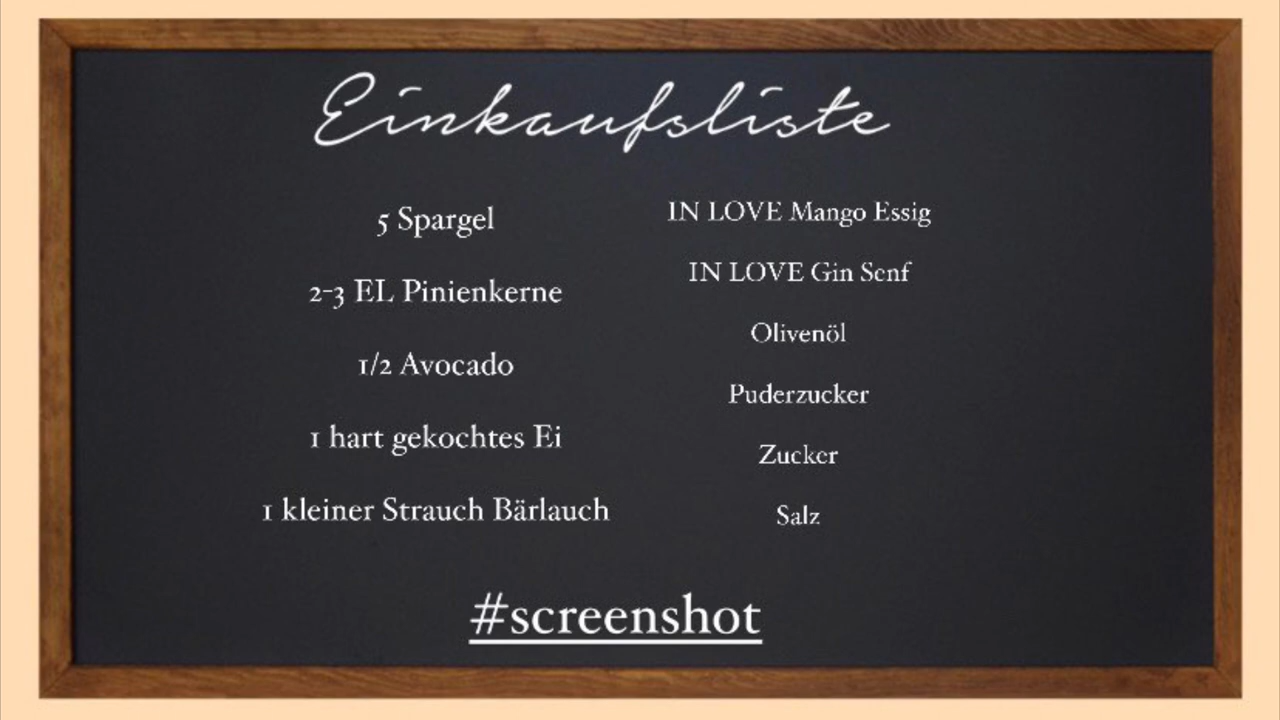 Einkaufsliste
5 Spargel
2-3 EL Pinienkerne
1/2 Avocado
1 hart gekochtes Ei
1 kleiner Strauch Bärlauch
IN LOVE Mango Essig
IN LOVE Gin Senf
Olivenöl
Puderzucker
Zucker
Salz
#screenshot